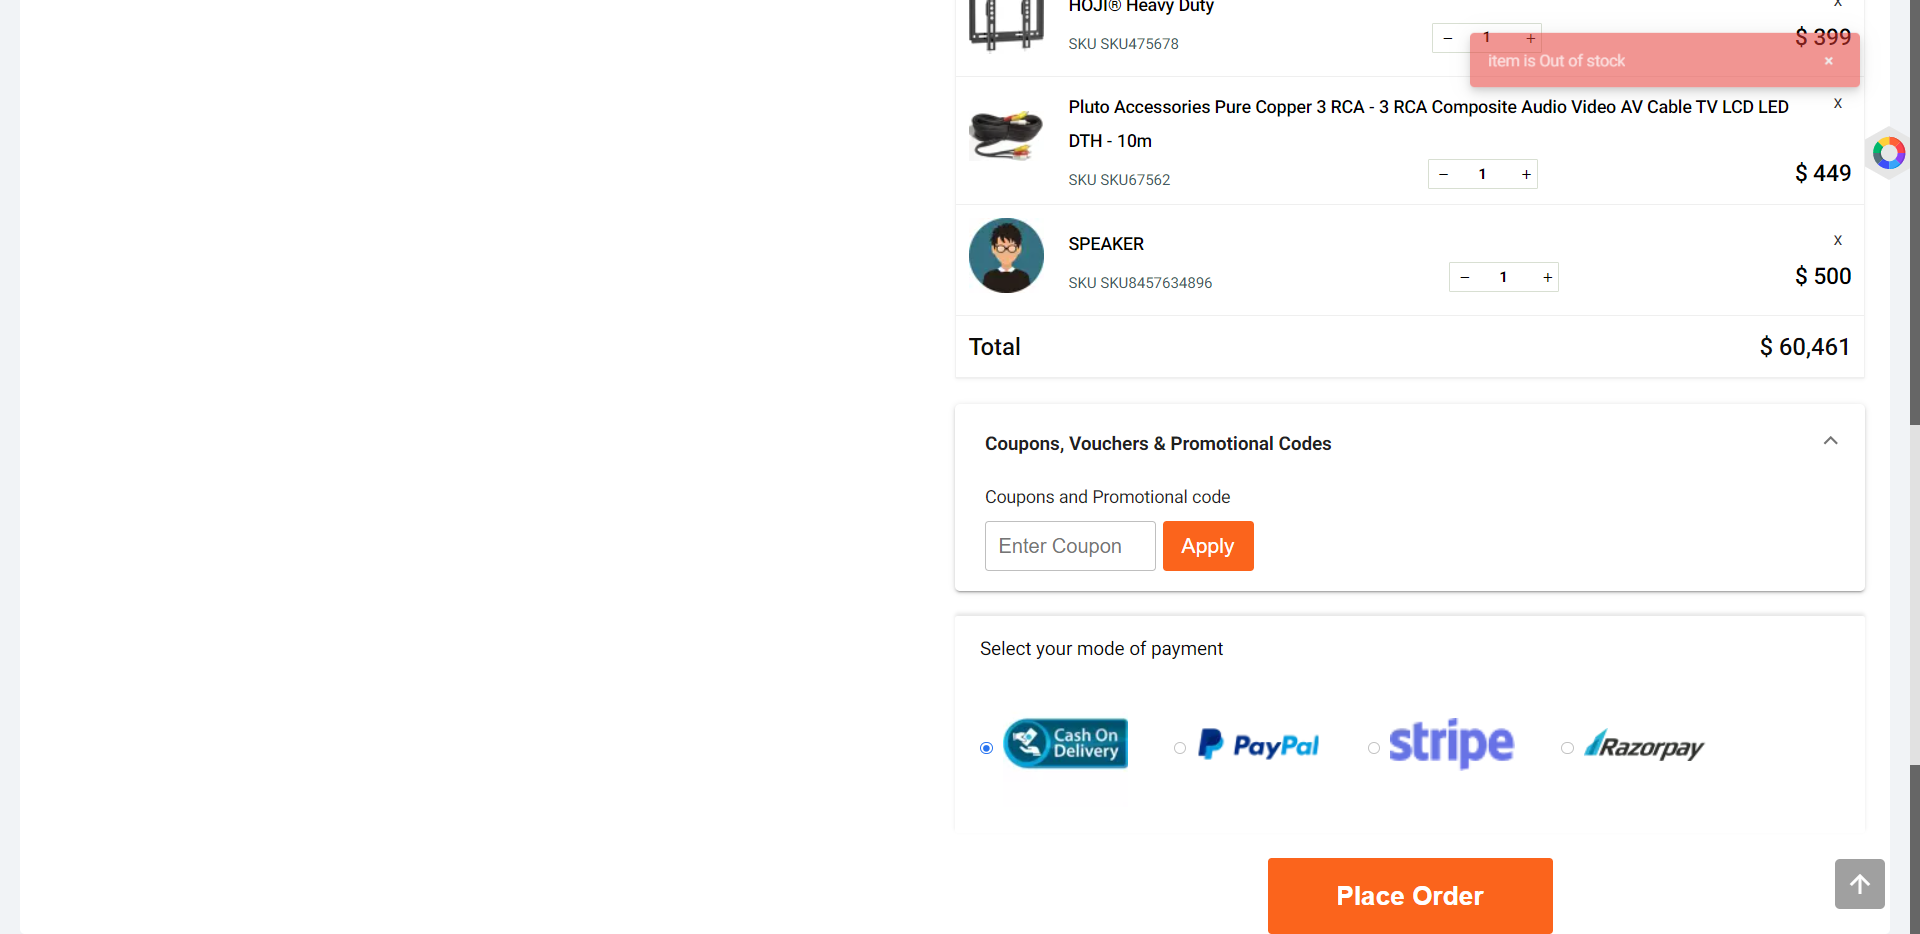 HOJI® Heavy Duty
X
SKU SKU475678
− 1 +
$ 399
item is Out of stock ×
Pluto Accessories Pure Copper 3 RCA - 3 RCA Composite Audio Video AV Cable TV LCD LED
DTH - 10m
X
SKU SKU67562
− 1 +
$ 449
SPEAKER
X
SKU SKU8457634896
− 1 +
$ 500
Total $ 60,461
Coupons, Vouchers & Promotional Codes
Coupons and Promotional code
Enter Coupon Apply
Select your mode of payment
Cash On
Delivery
PayPal
stripe
Razorpay
Place Order